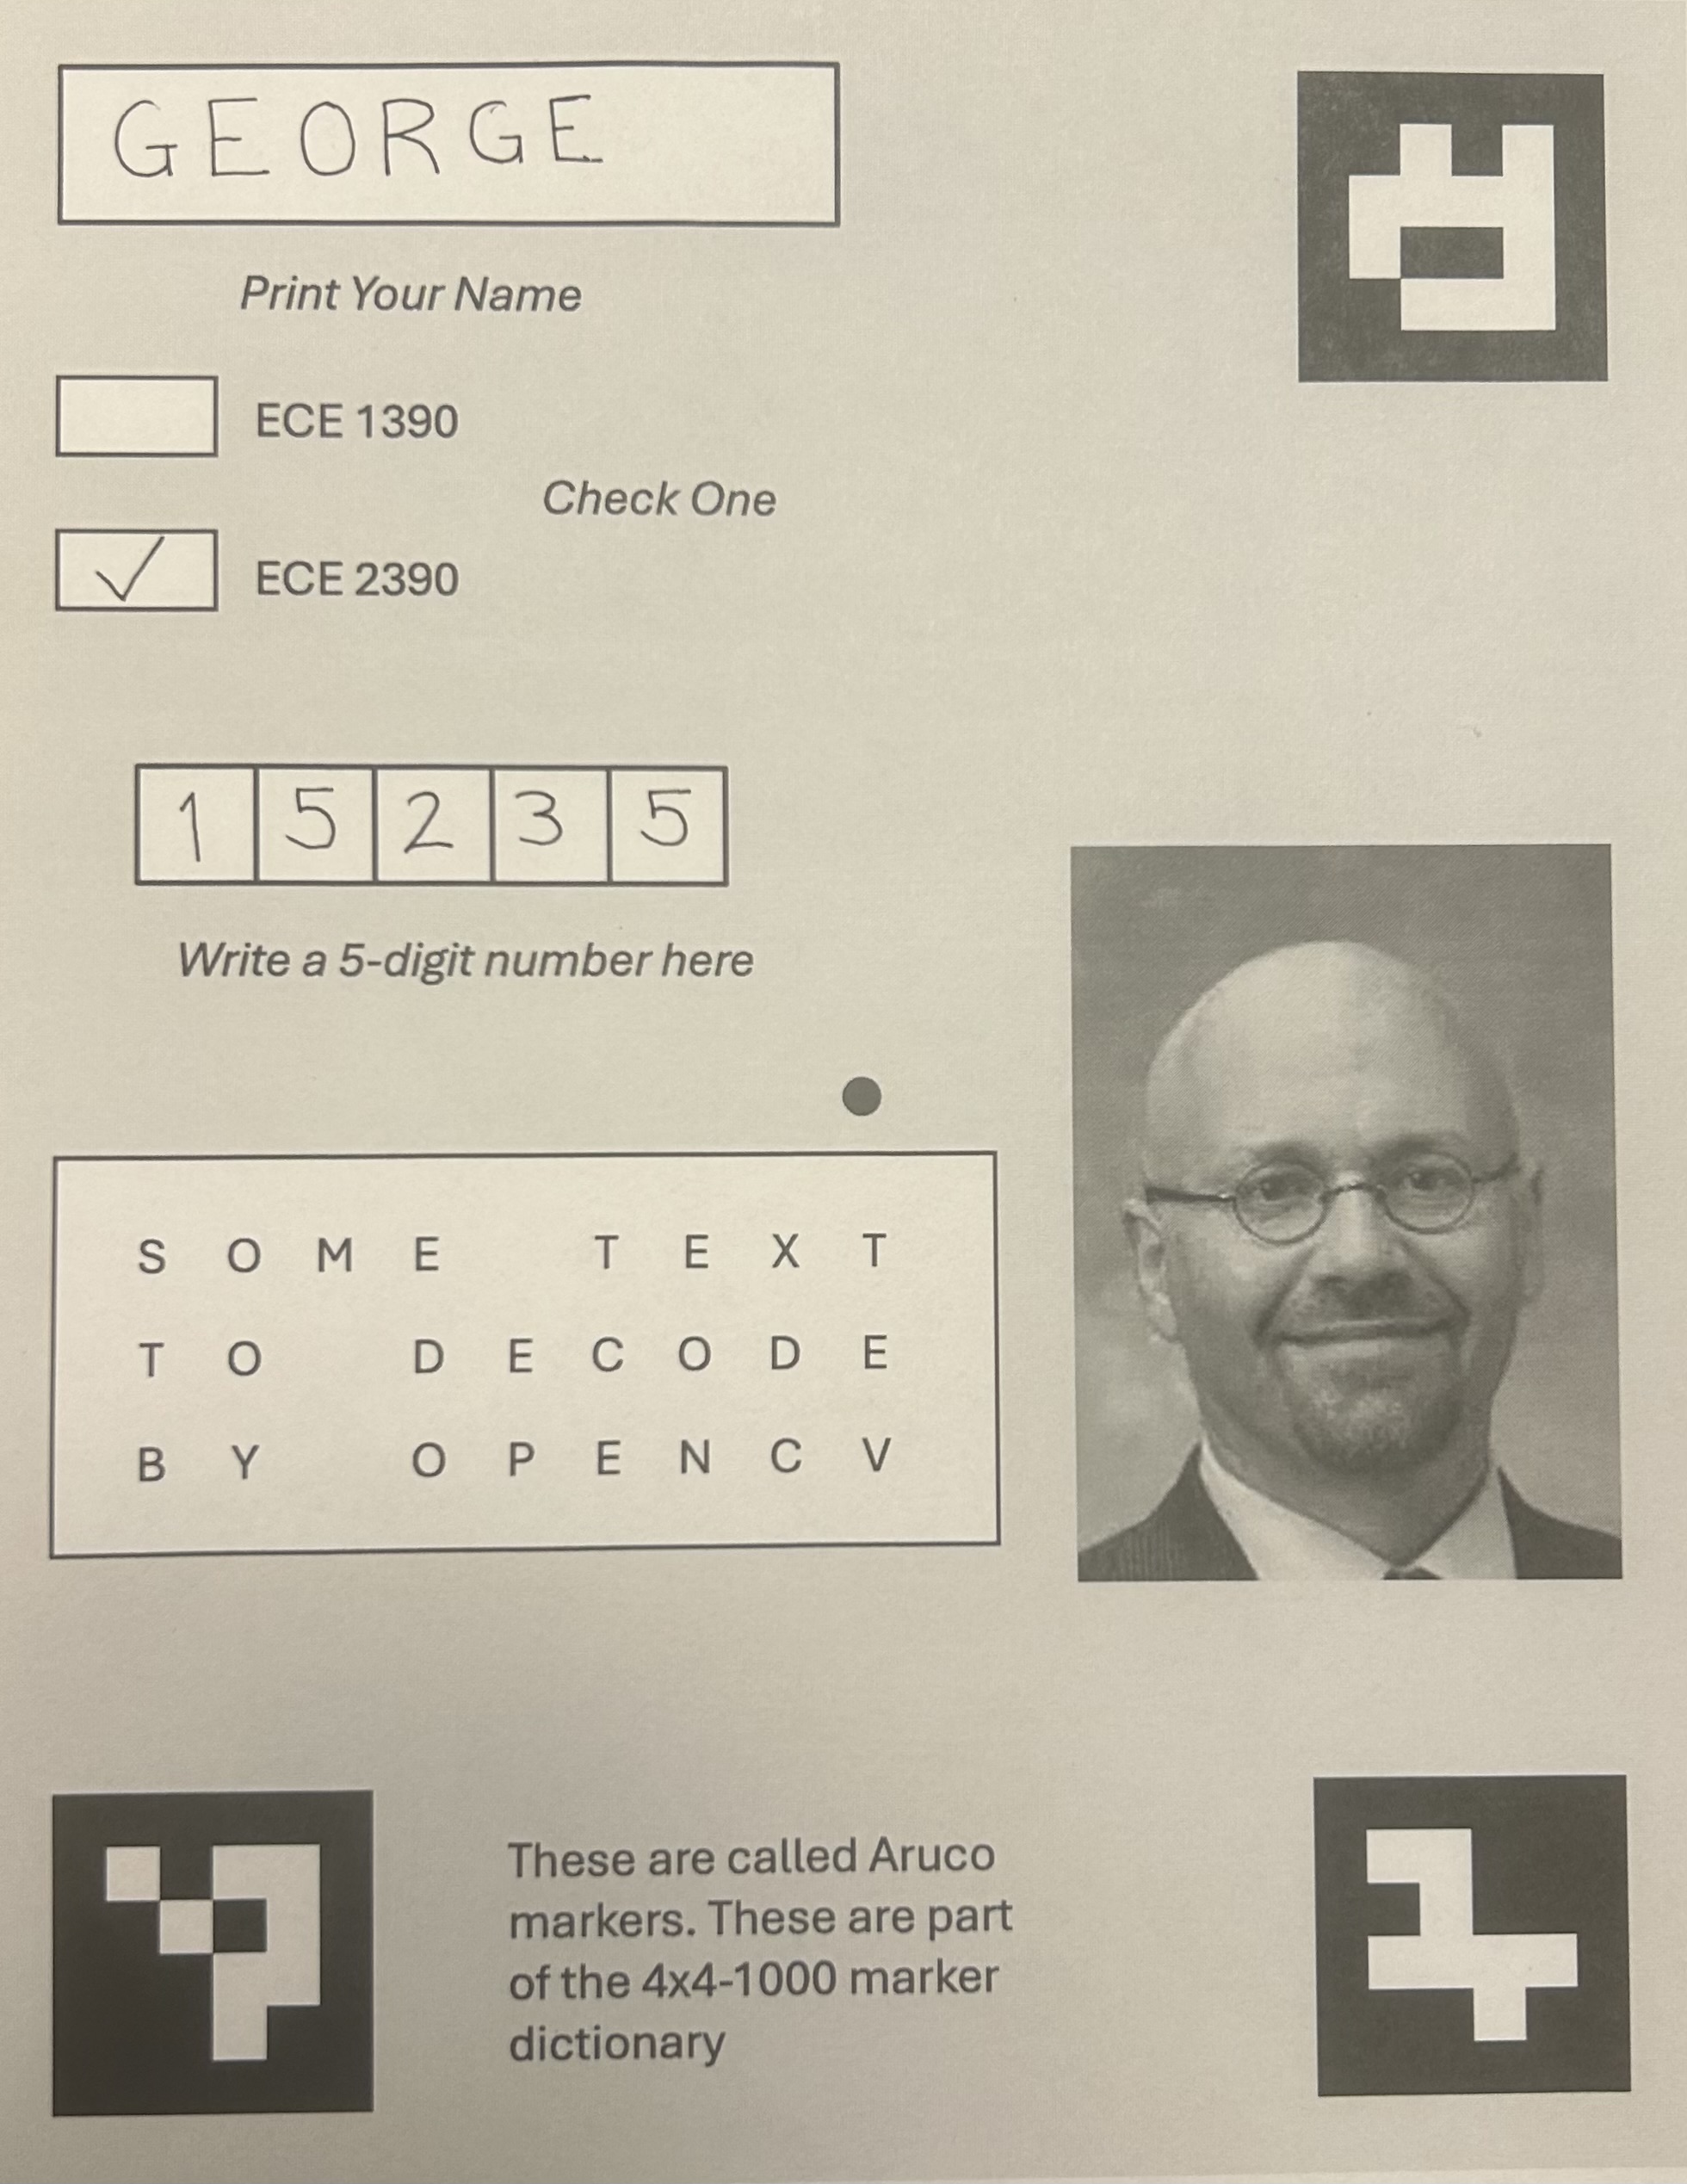 GEORGE
Print Your Name
ECE 1390
Check One
ECE 2390
1 5 2 3 5
Write a 5-digit number here
S O M E T E X T
T O D E C O D E
B Y O P E N C V
These are called Aruco
markers. These are part
of the 4x4-1000 marker
dictionary